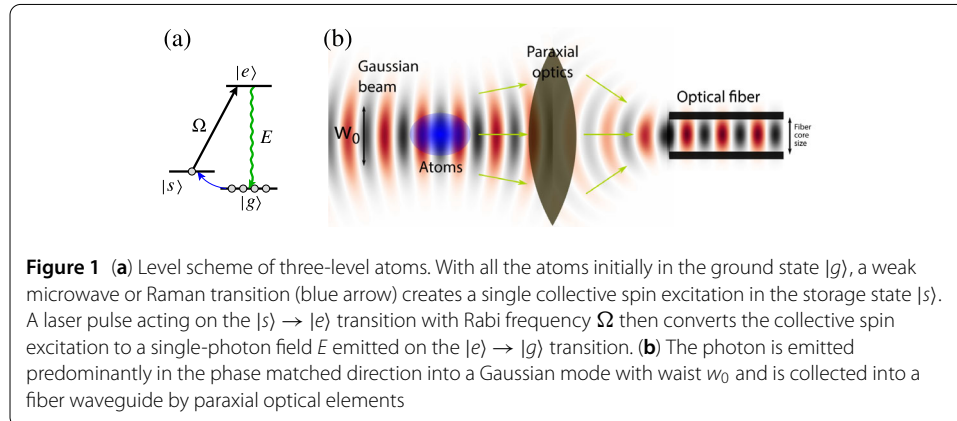 (a)
|e⟩
Ω
E
|s⟩
|g⟩
(b)
Gaussian
beam
Paraxial
optics
W₀
Atoms
Optical fiber
Fiber
core
size
Figure 1 (a) Level scheme of three-level atoms. With all the atoms initially in the ground state |g⟩, a weak
microwave or Raman transition (blue arrow) creates a single collective spin excitation in the storage state |s⟩.
A laser pulse acting on the |s⟩ → |e⟩ transition with Rabi frequency Ω then converts the collective spin
excitation to a single-photon field E emitted on the |e⟩ → |g⟩ transition. (b) The photon is emitted
predominantly in the phase matched direction into a Gaussian mode with waist w₀ and is collected into a
fiber waveguide by paraxial optical elements